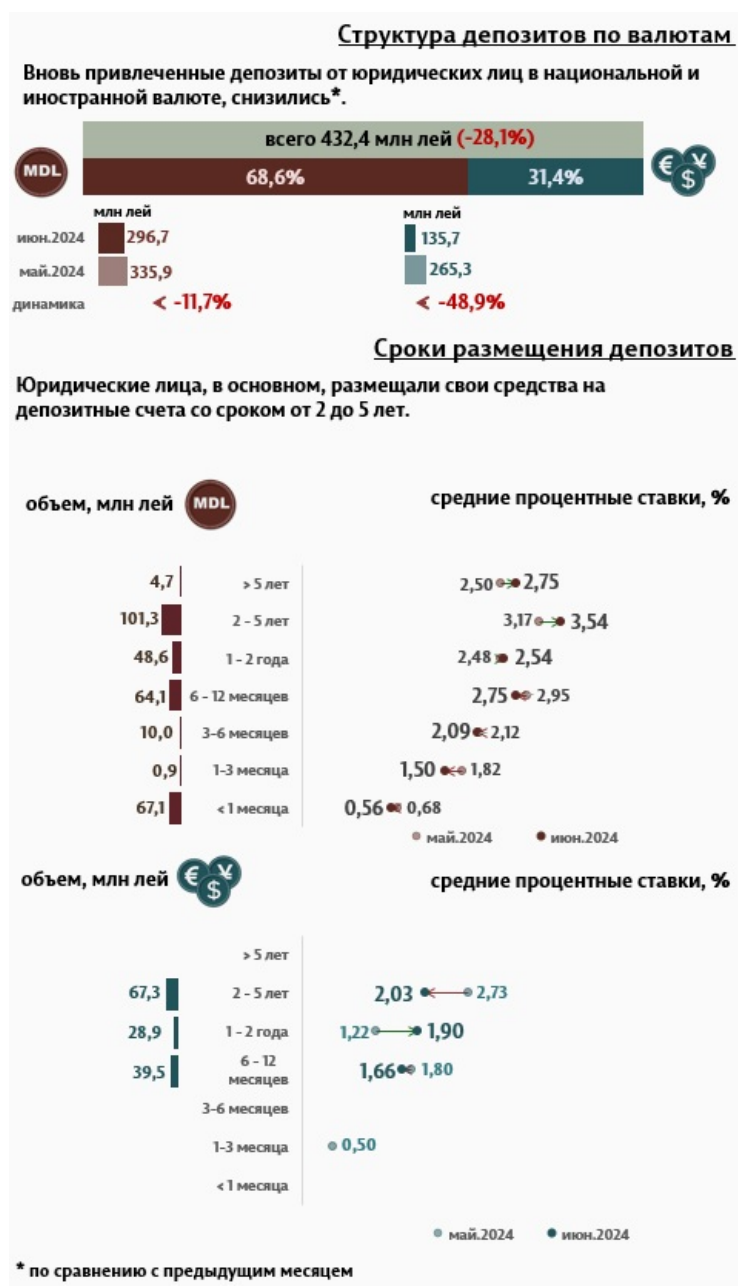 Структура депозитов по валютам
Вновь привлеченные депозиты от юридических лиц в национальной и
иностранной валюте, снизились*.
всего 432,4 млн лей (-28,1%)
MDL 68,6% 31,4% € ¥ $
млн лей млн лей
июн.2024 296,7 135,7
май.2024 335,9 265,3
динамика < -11,7% < -48,9%
Сроки размещения депозитов
Юридические лица, в основном, размещали свои средства на
депозитные счета со сроком от 2 до 5 лет.
объем, млн лей MDL средние процентные ставки, %
4,7 > 5 лет 2,50 2,75
101,3 2 - 5 лет 3,17 3,54
48,6 1 - 2 года 2,48 2,54
64,1 6 - 12 месяцев 2,75 2,95
10,0 3-6 месяцев 2,09 2,12
0,9 1-3 месяца 1,50 1,82
67,1 < 1 месяца 0,56 0,68
май.2024 июн.2024
объем, млн лей € ¥ $ средние процентные ставки, %
> 5 лет
67,3 2 - 5 лет 2,03 2,73
28,9 1 - 2 года 1,22 1,90
39,5 6 - 12
месяцев 1,66 1,80
3-6 месяцев
1-3 месяца 0,50
< 1 месяца
май.2024 июн.2024
* по сравнению с предыдущим месяцем